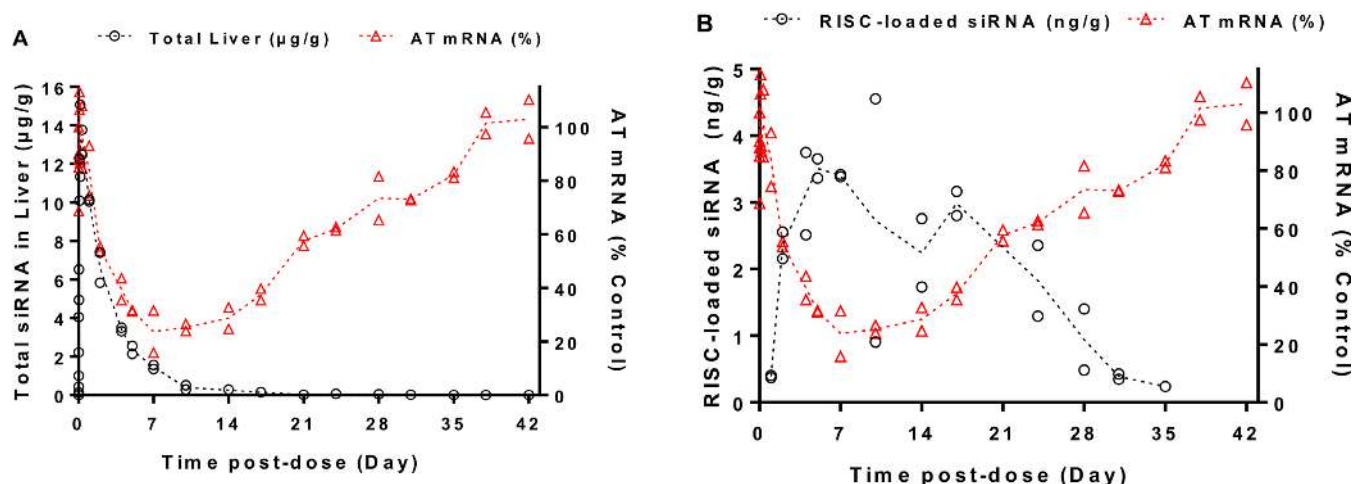 A
Total Liver (µg/g)
AT mRNA (%)
Total siRNA in Liver (µg/g)
16
14
12
10
8
6
4
2
0
100
80
60
40
20
0
AT mRNA (% Control)
0 7 14 21 28 35 42
Time post-dose (Day)
B
RISC-loaded siRNA (ng/g)
AT mRNA (%)
RISC-loaded siRNA (ng/g)
5
4
3
2
1
0
100
80
60
40
20
0
AT mRNA (% Control)
0 7 14 21 28 35 42
Time post-dose (Day)